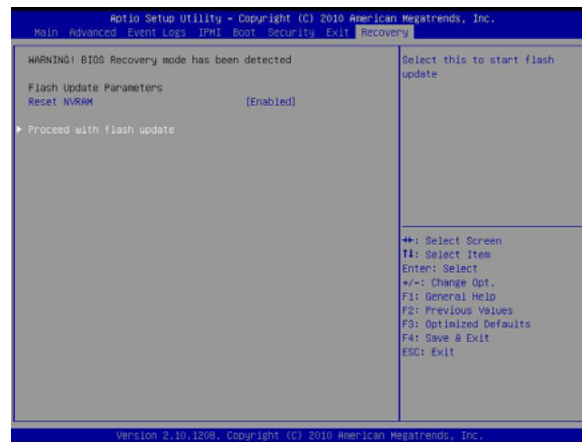 Aptio Setup Utility – Copyright (C) 2010 American Megatrends, Inc.
Main Advanced Event Logs IPMI Boot Security Exit Recovery
WARNING! BIOS Recovery mode has been detected
Flash Update Parameters
Reset NVRAM [Enabled]
Proceed with flash update
Select this to start flash
update
: Select Screen
↑↓: Select Item
Enter: Select
+/-: Change Opt.
F1: General Help
F2: Previous Values
F3: Optimized Defaults
F4: Save & Exit
ESC: Exit
Version 2.10.1208. Copyright (C) 2010 American Megatrends, Inc.